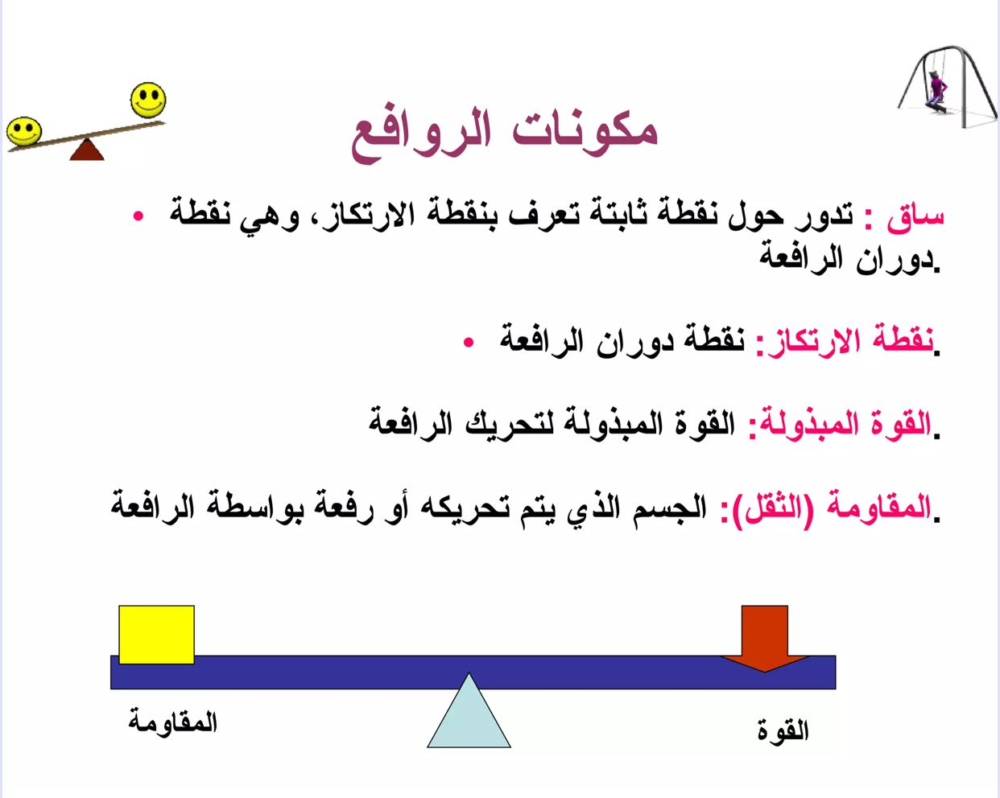 مكونات الروافع
ساق : تدور حول نقطة ثابتة تعرف بنقطة الارتكاز، وهي نقطة •
دوران الرافعة.
نقطة الارتكاز: نقطة دوران الرافعة •.
القوة المبذولة: القوة المبذولة لتحريك الرافعة.
المقاومة (الثقل): الجسم الذي يتم تحريكه أو رفعة بواسطة الرافعة.
القوة
المقاومة